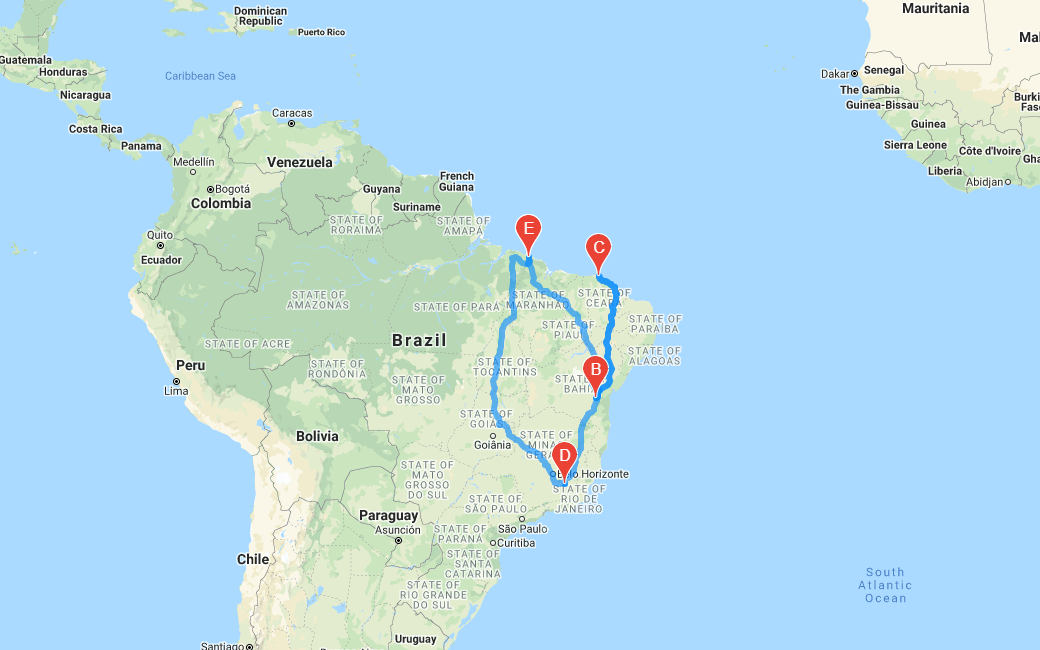 Dominican
Republic
Puerto Rico
Mauritania
Mal
Guatemala
Honduras
Caribbean Sea
Nicaragua
Dakar
Senegal
The Gambia
Guinea-Bissau
Burki
Faso
Costa Rica
Caracas
Guinea
Panama
Sierra Leone
Côte d'Ivoire
Gha
Medellín
Venezuela
Liberia
Abidjan
Bogotá
Colombia
Guyana
French
Guiana
Suriname
STATE OF
RORAIMA
STATE OF
AMAPÁ
Quito
Ecuador
E
C
STATE OF
AMAZONAS
STATE OF PARÁ
STATE OF
MARANHÃO
STATE OF
CEARÁ
STATE OF
PIAUÍ
STATE OF
PARAÍBA
STATE OF ACRE
Brazil
STATE OF
ALAGOAS
Peru
Lima
STATE OF
RONDÔNIA
STATE OF
MATO
GROSSO
STATE OF
TOCANTINS
B
STATE OF
BAHIA
Bolivia
STATE OF
GOIÁS
Goiânia
STATE OF
MINAS
GERAIS
D
Belo Horizonte
STATE OF
MATO
GROSSO
DO SUL
STATE OF
SÃO PAULO
STATE OF
RIO DE
JANEIRO
Paraguay
Asunción
São Paulo
STATE OF
PARANÁ
Curitiba
Chile
STATE OF
SANTA
CATARINA
STATE OF
RIO GRANDE
DO SUL
South
Atlantic
Ocean
Uruguay
Santiago